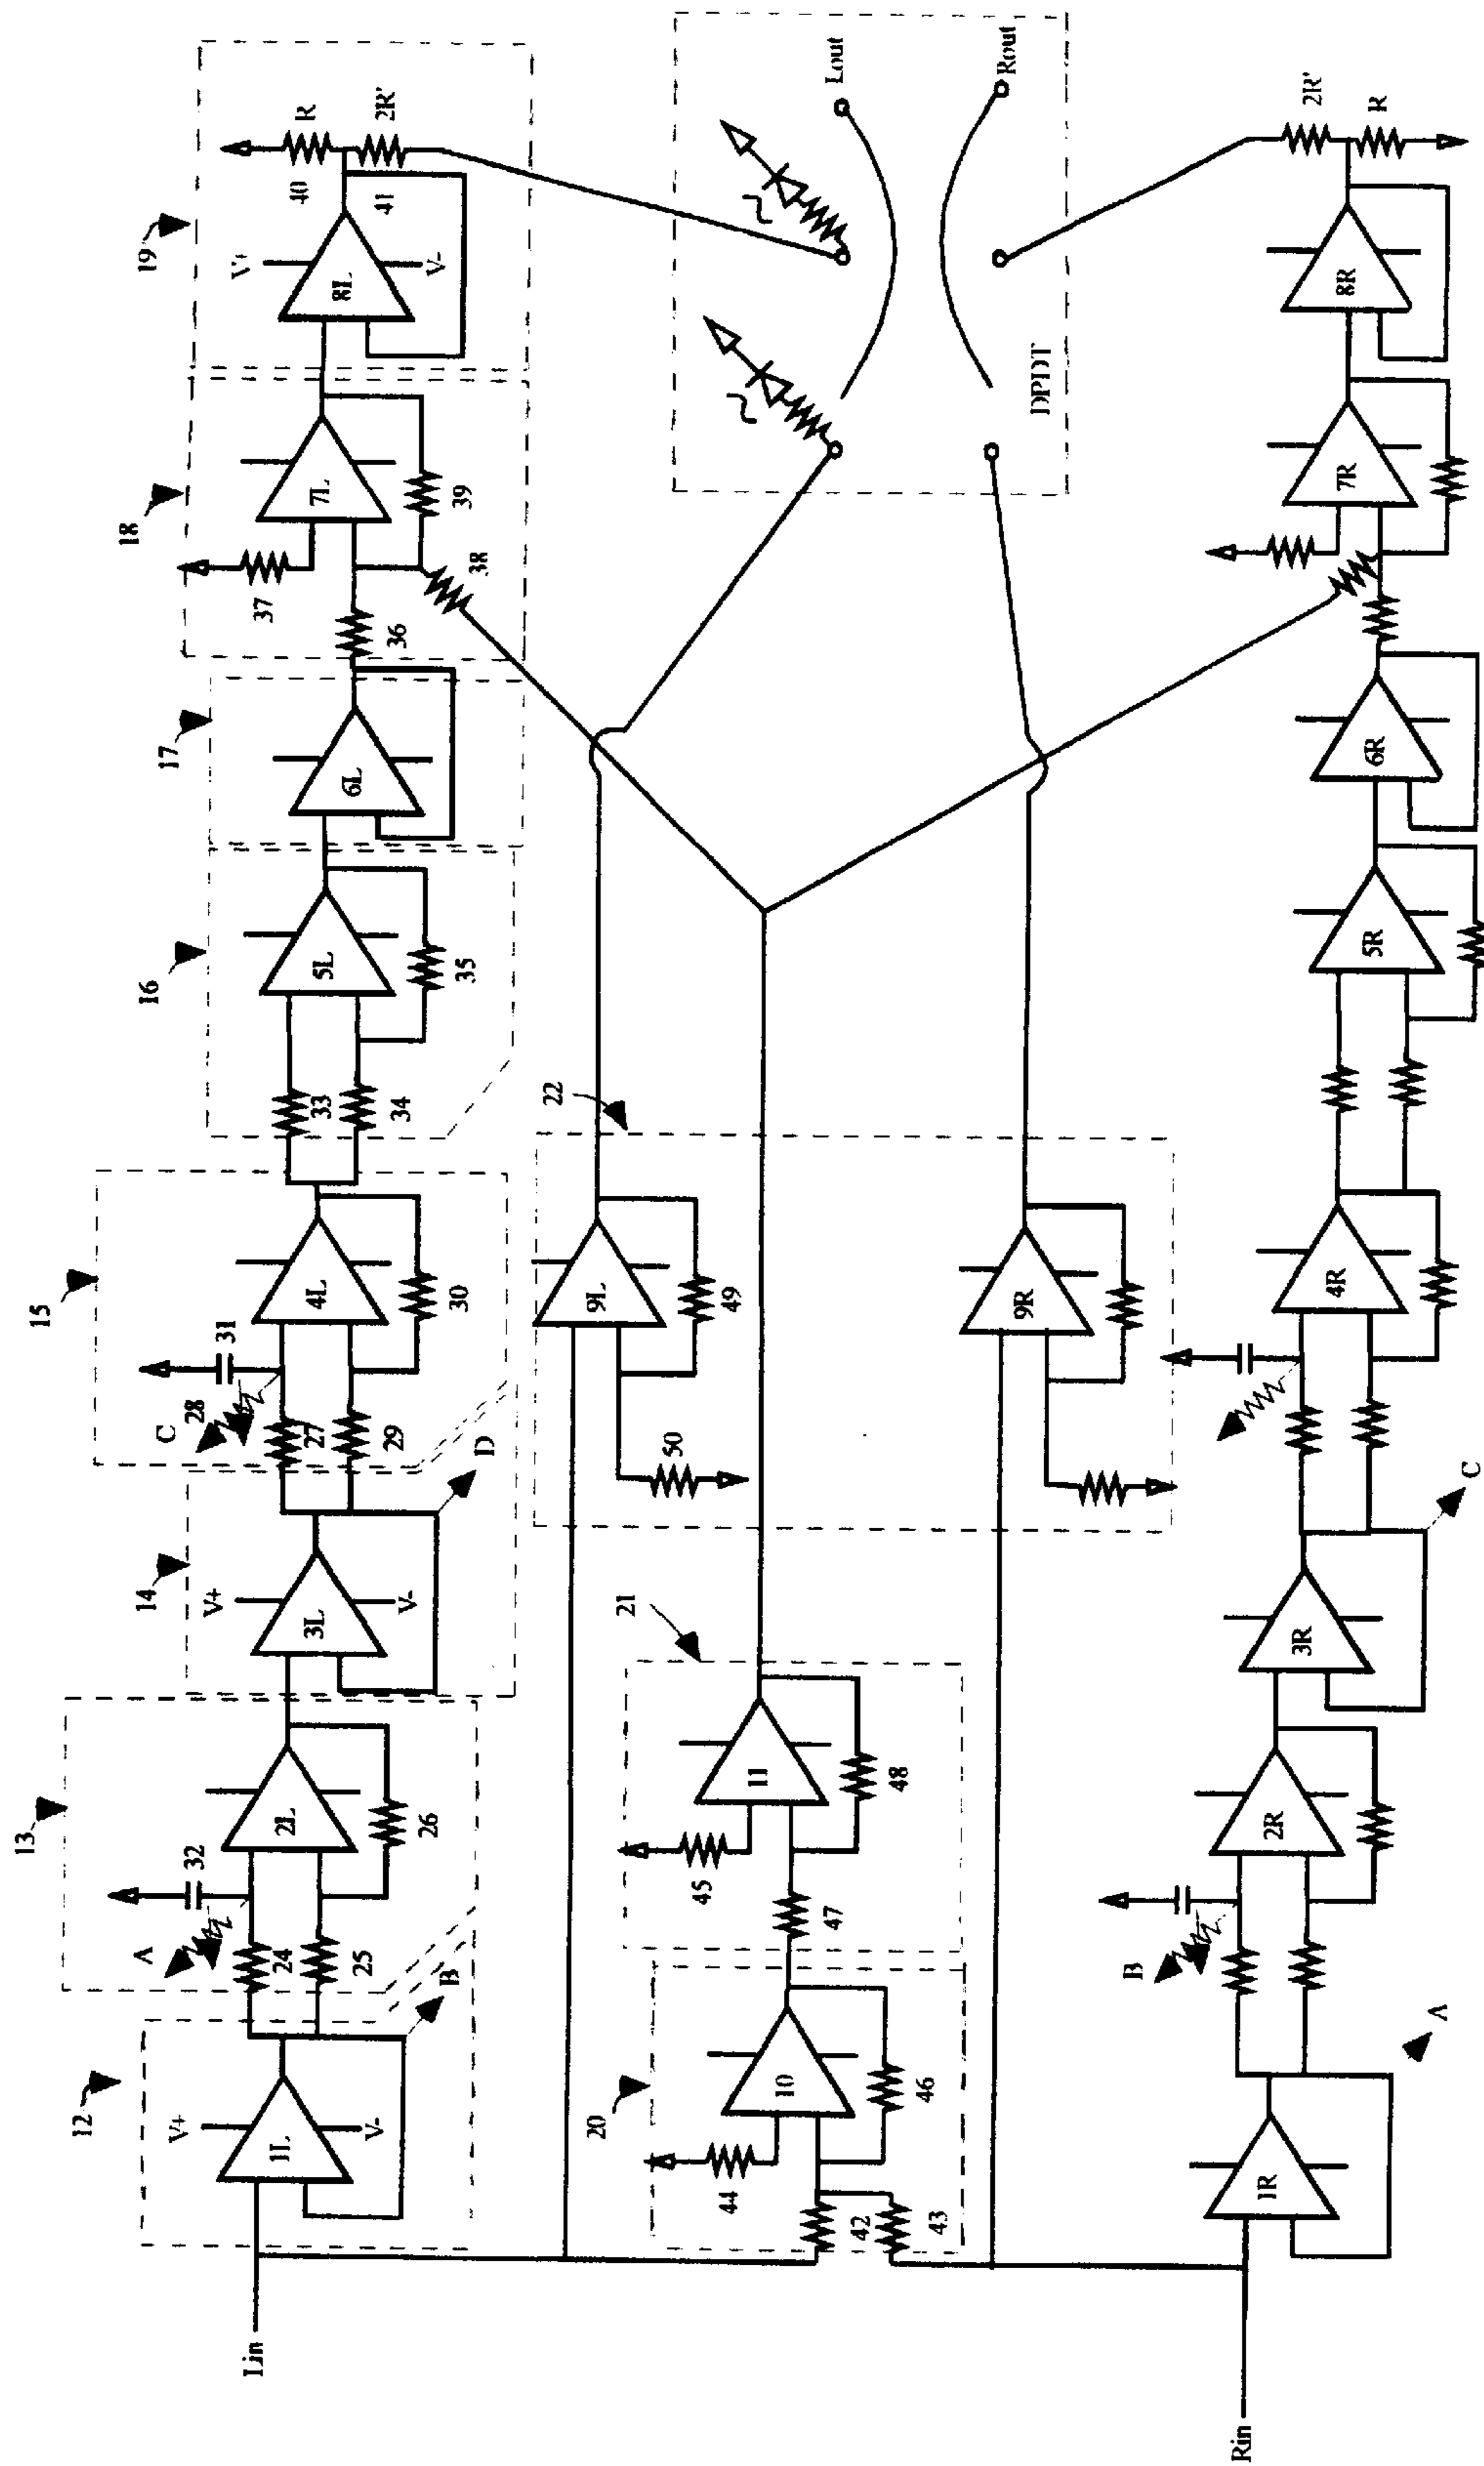 19
18
17
16
15
14
13
12
V+
V-
8L
40
41
R
2R'
7L
37
36
38
39
6L
5L
33
34
35
4L
31
28
C
27
29
30
D
V+
V-
3L
2L
32
A
24
25
26
B
V+
V-
1L
Lin
Lout
Rout
DPDT
22
9L
49
50
9R
21
11
45
47
48
20
10
44
42
43
46
2R'
R
8R
7R
6R
5R
4R
3R
C
2R
B
A
1R
Rin